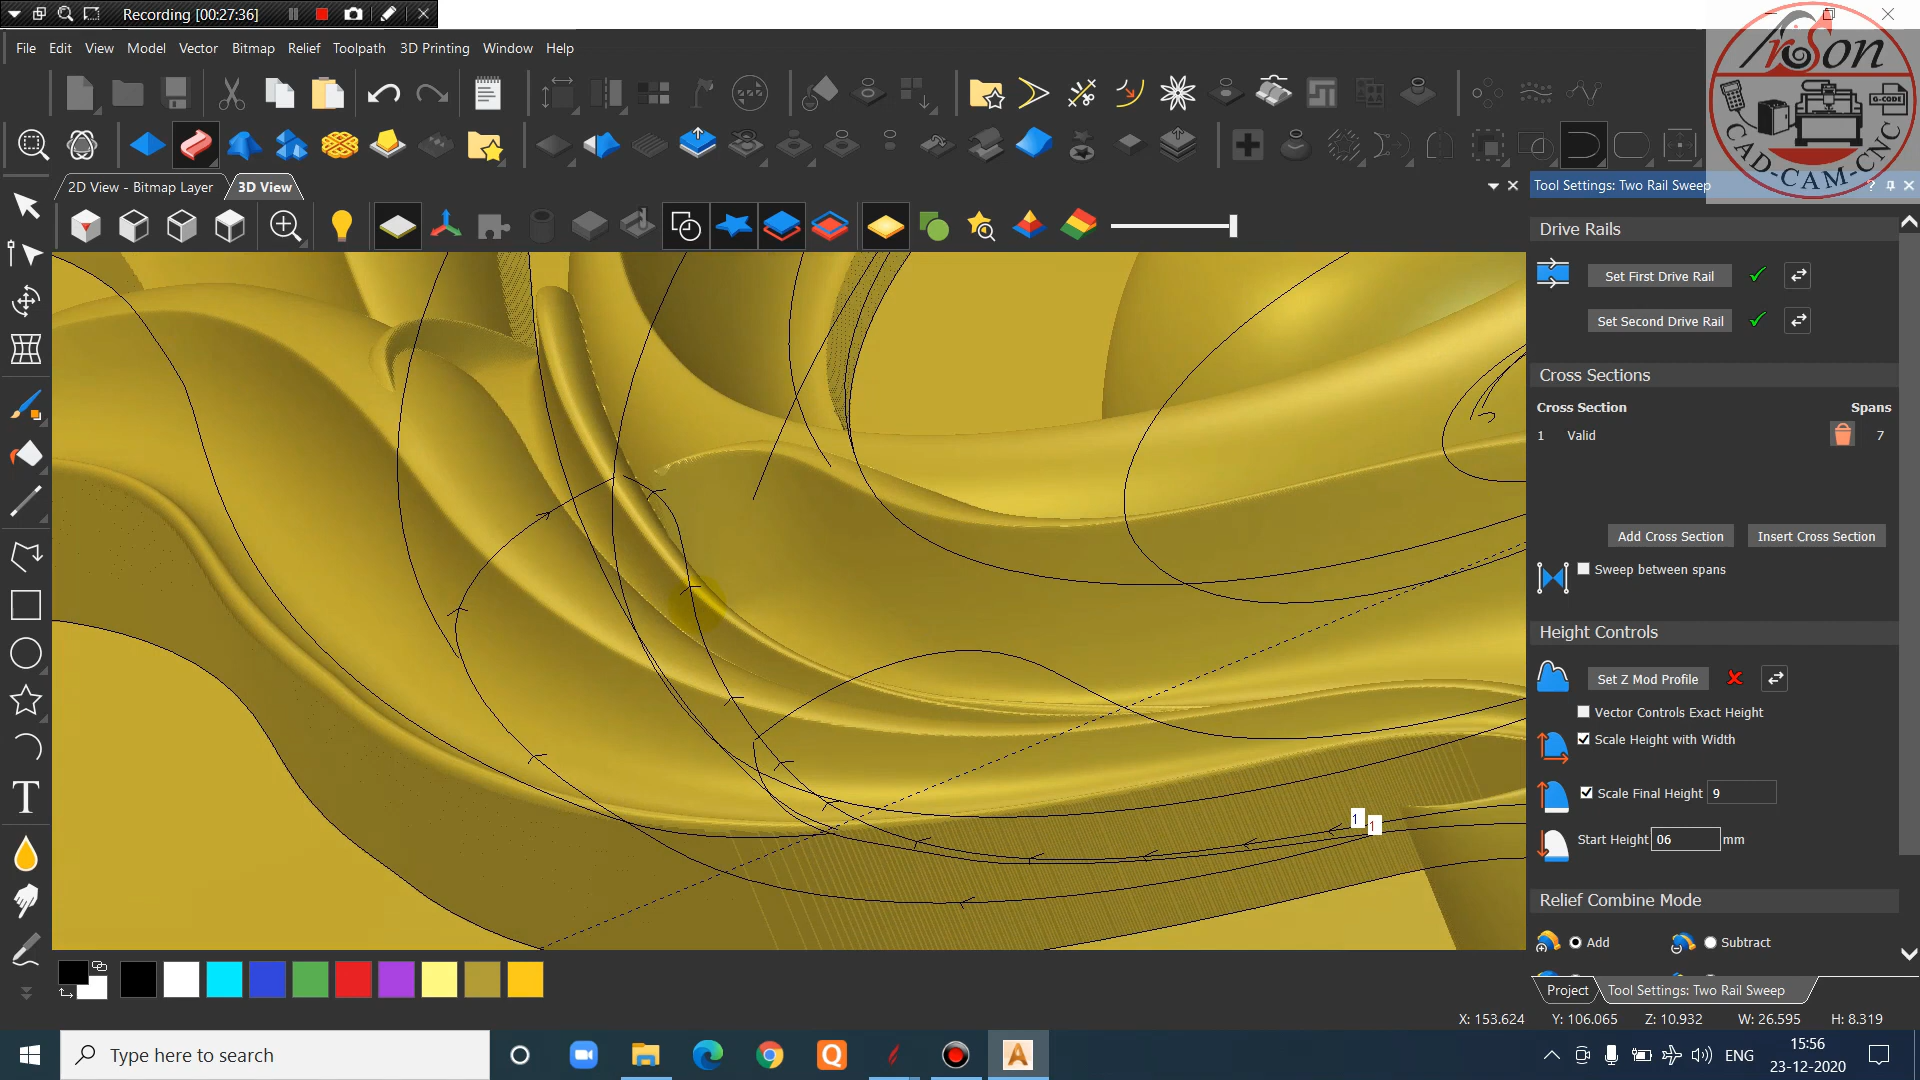 Recording [00:27:36]
File Edit View Model Vector Bitmap Relief Toolpath 3D Printing Window Help
ArtSon
G-CODE
CAD-CAM-CNC
2D View - Bitmap Layer
3D View
Tool Settings: Two Rail Sweep
Drive Rails
Set First Drive Rail
Set Second Drive Rail
Cross Sections
Cross Section Spans
1 Valid 7
Add Cross Section Insert Cross Section
Sweep between spans
Height Controls
Set Z Mod Profile
Vector Controls Exact Height
Scale Height with Width
Scale Final Height 9
Start Height 06 mm
1
1
Relief Combine Mode
Add Subtract
Project Tool Settings: Two Rail Sweep
X: 153.624 Y: 106.065 Z: 10.932 W: 26.595 H: 8.319
Type here to search
ENG
15:56
23-12-2020